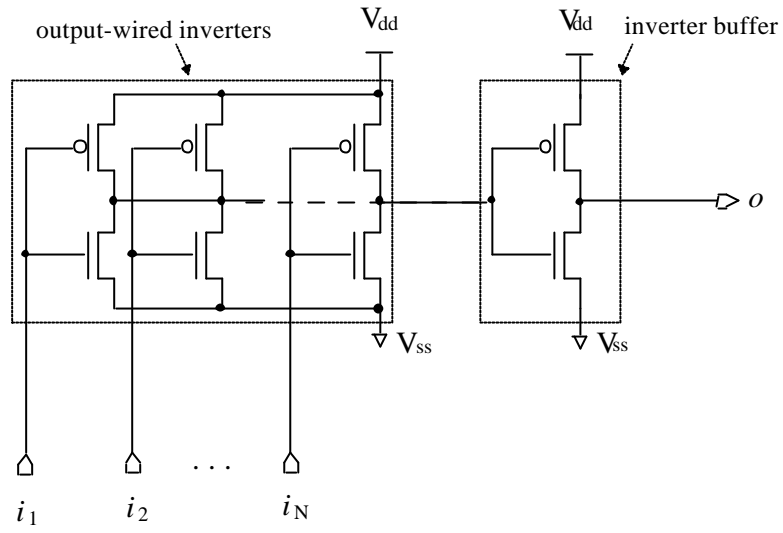 output-wired inverters
Vdd
Vdd
inverter buffer
o
Vss
Vss
. . .
i1
i2
iN